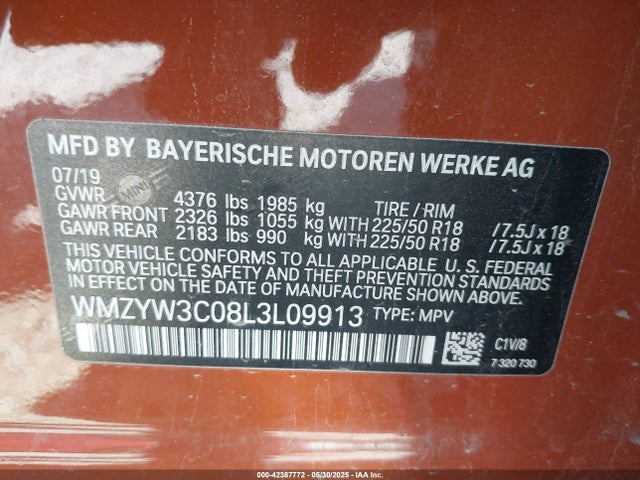 MFD BY BAYERISCHE MOTOREN WERKE AG
07/19 MINI
GVWR 4376 lbs 1985 kg TIRE / RIM
GAWR FRONT 2326 lbs 1055 kg WITH 225/50 R18 /7.5J x 18
GAWR REAR 2183 lbs 990 kg WITH 225/50 R18 /7.5J x 18
THIS VEHICLE CONFORMS TO ALL APPLICABLE U. S. FEDERAL
MOTOR VEHICLE SAFETY AND THEFT PREVENTION STANDARDS
IN EFFECT ON THE DATE OF MANUFACTURE SHOWN ABOVE.
WMZYW3C08L3L09913 TYPE: MPV
C1V/8
7 320 730
000-42387772 — 05/30/2025 — IAA Inc.